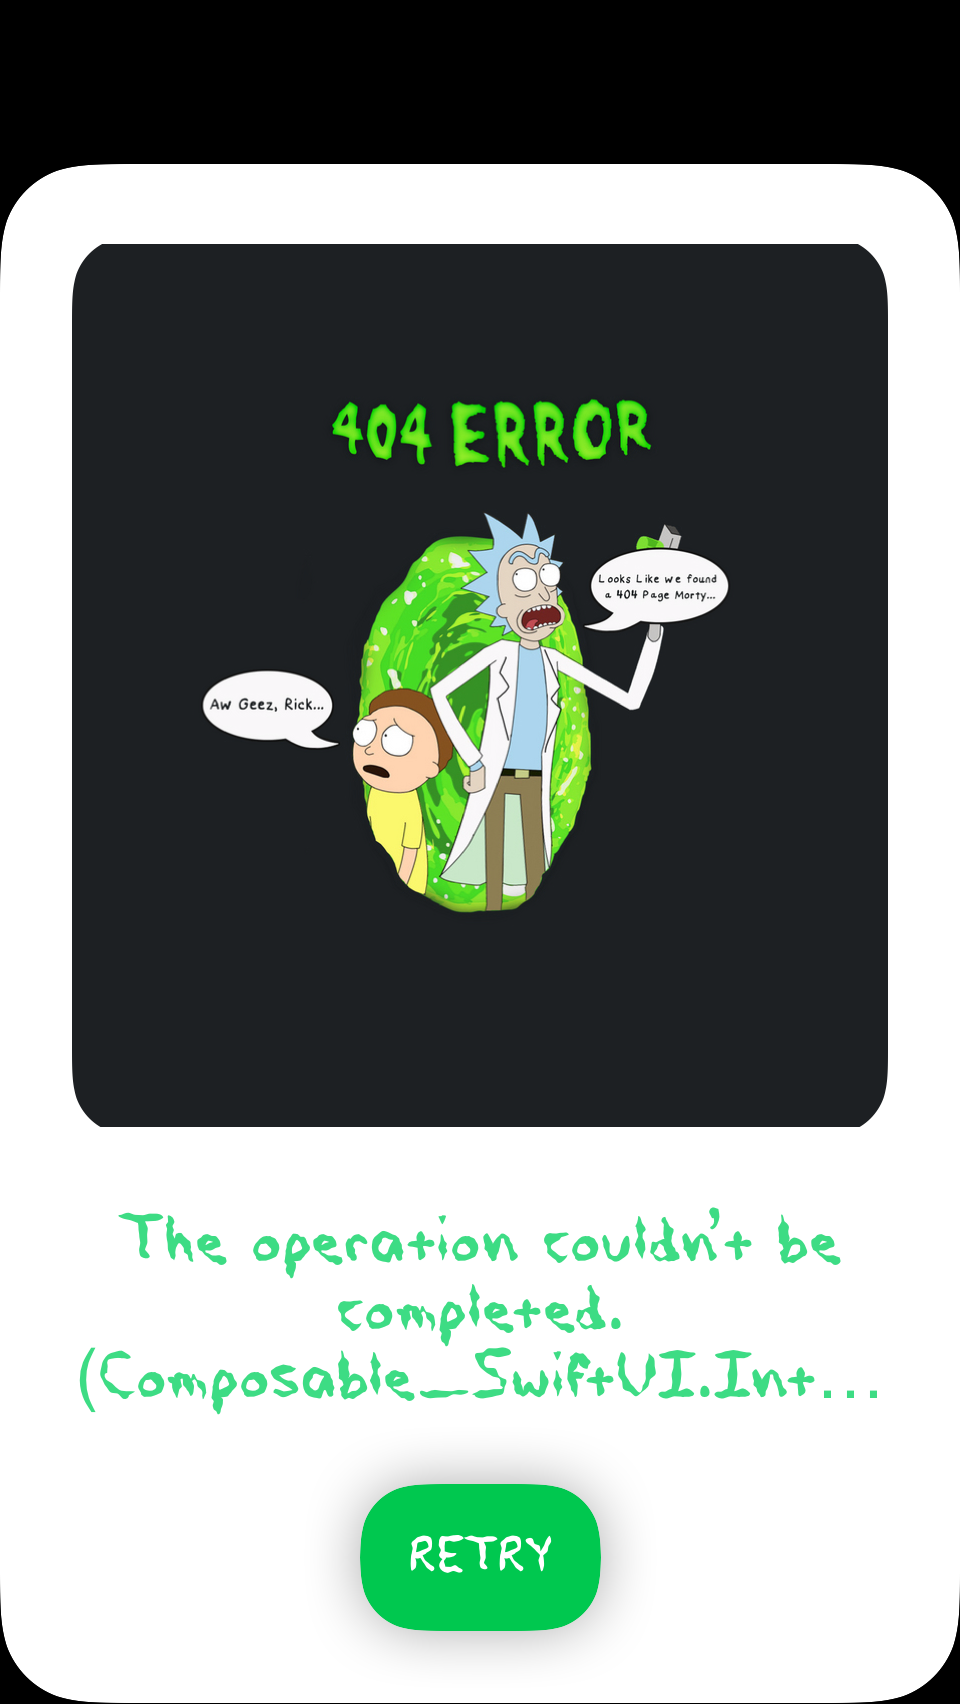 404 ERROR
Looks Like we found
a 404 Page Morty...
Aw Geez, Rick...
The operation couldn't be
completed.
(Composable_SwiftUI.Int...
RETRY